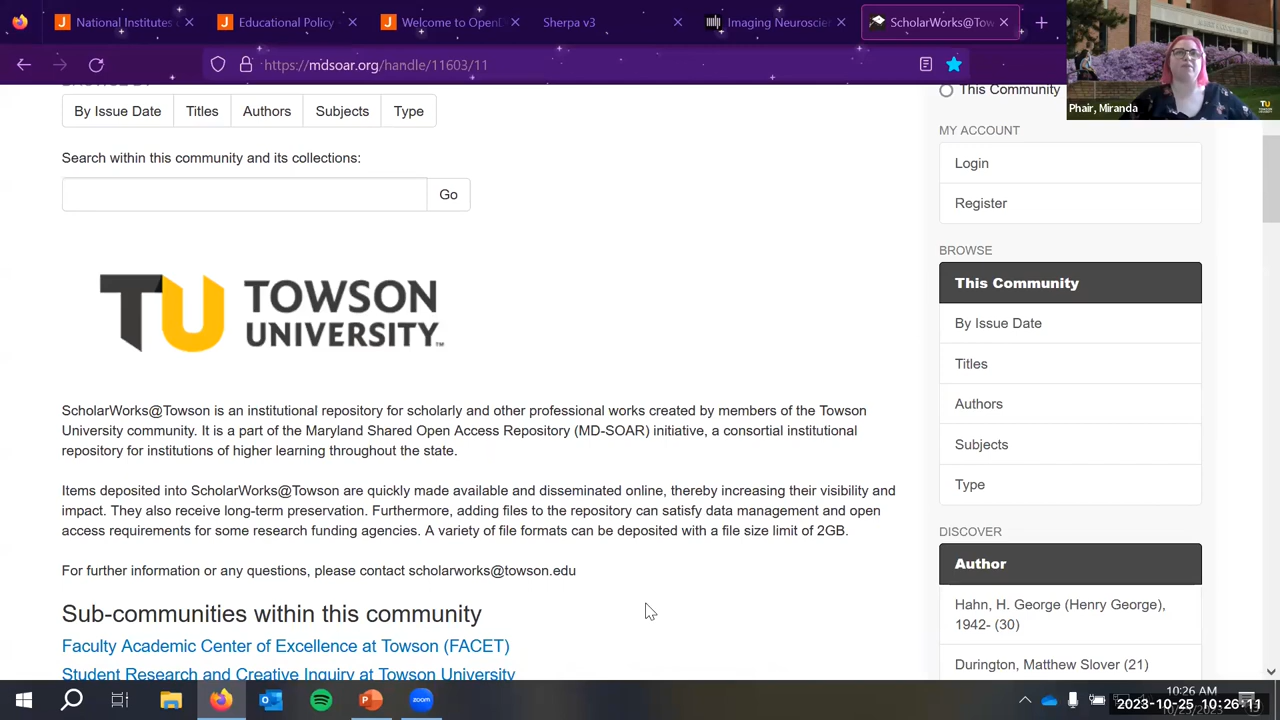 National Institutes
Educational Policy -
Welcome to OpenD
Sherpa v3
Imaging Neuroscie
ScholarWorks@Tow
https://mdsoar.org/handle/11603/11
Phair, Miranda
TU
TOWSON
UNIVERSITY
By Issue Date
Titles
Authors
Subjects
Type
Search within this community and its collections:
Go
TU TOWSON
UNIVERSITY™
ScholarWorks@Towson is an institutional repository for scholarly and other professional works created by members of the Towson
University community. It is a part of the Maryland Shared Open Access Repository (MD-SOAR) initiative, a consortial institutional
repository for institutions of higher learning throughout the state.
Items deposited into ScholarWorks@Towson are quickly made available and disseminated online, thereby increasing their visibility and
impact. They also receive long-term preservation. Furthermore, adding files to the repository can satisfy data management and open
access requirements for some research funding agencies. A variety of file formats can be deposited with a file size limit of 2GB.
For further information or any questions, please contact scholarworks@towson.edu
Sub-communities within this community
Faculty Academic Center of Excellence at Towson (FACET)
Student Research and Creative Inquiry at Towson University
This Community
MY ACCOUNT
Login
Register
BROWSE
This Community
By Issue Date
Titles
Authors
Subjects
Type
DISCOVER
Author
Hahn, H. George (Henry George),
1942- (30)
Durington, Matthew Slover (21)
zoom
10:26 AM
2023-10-25 10:26:11